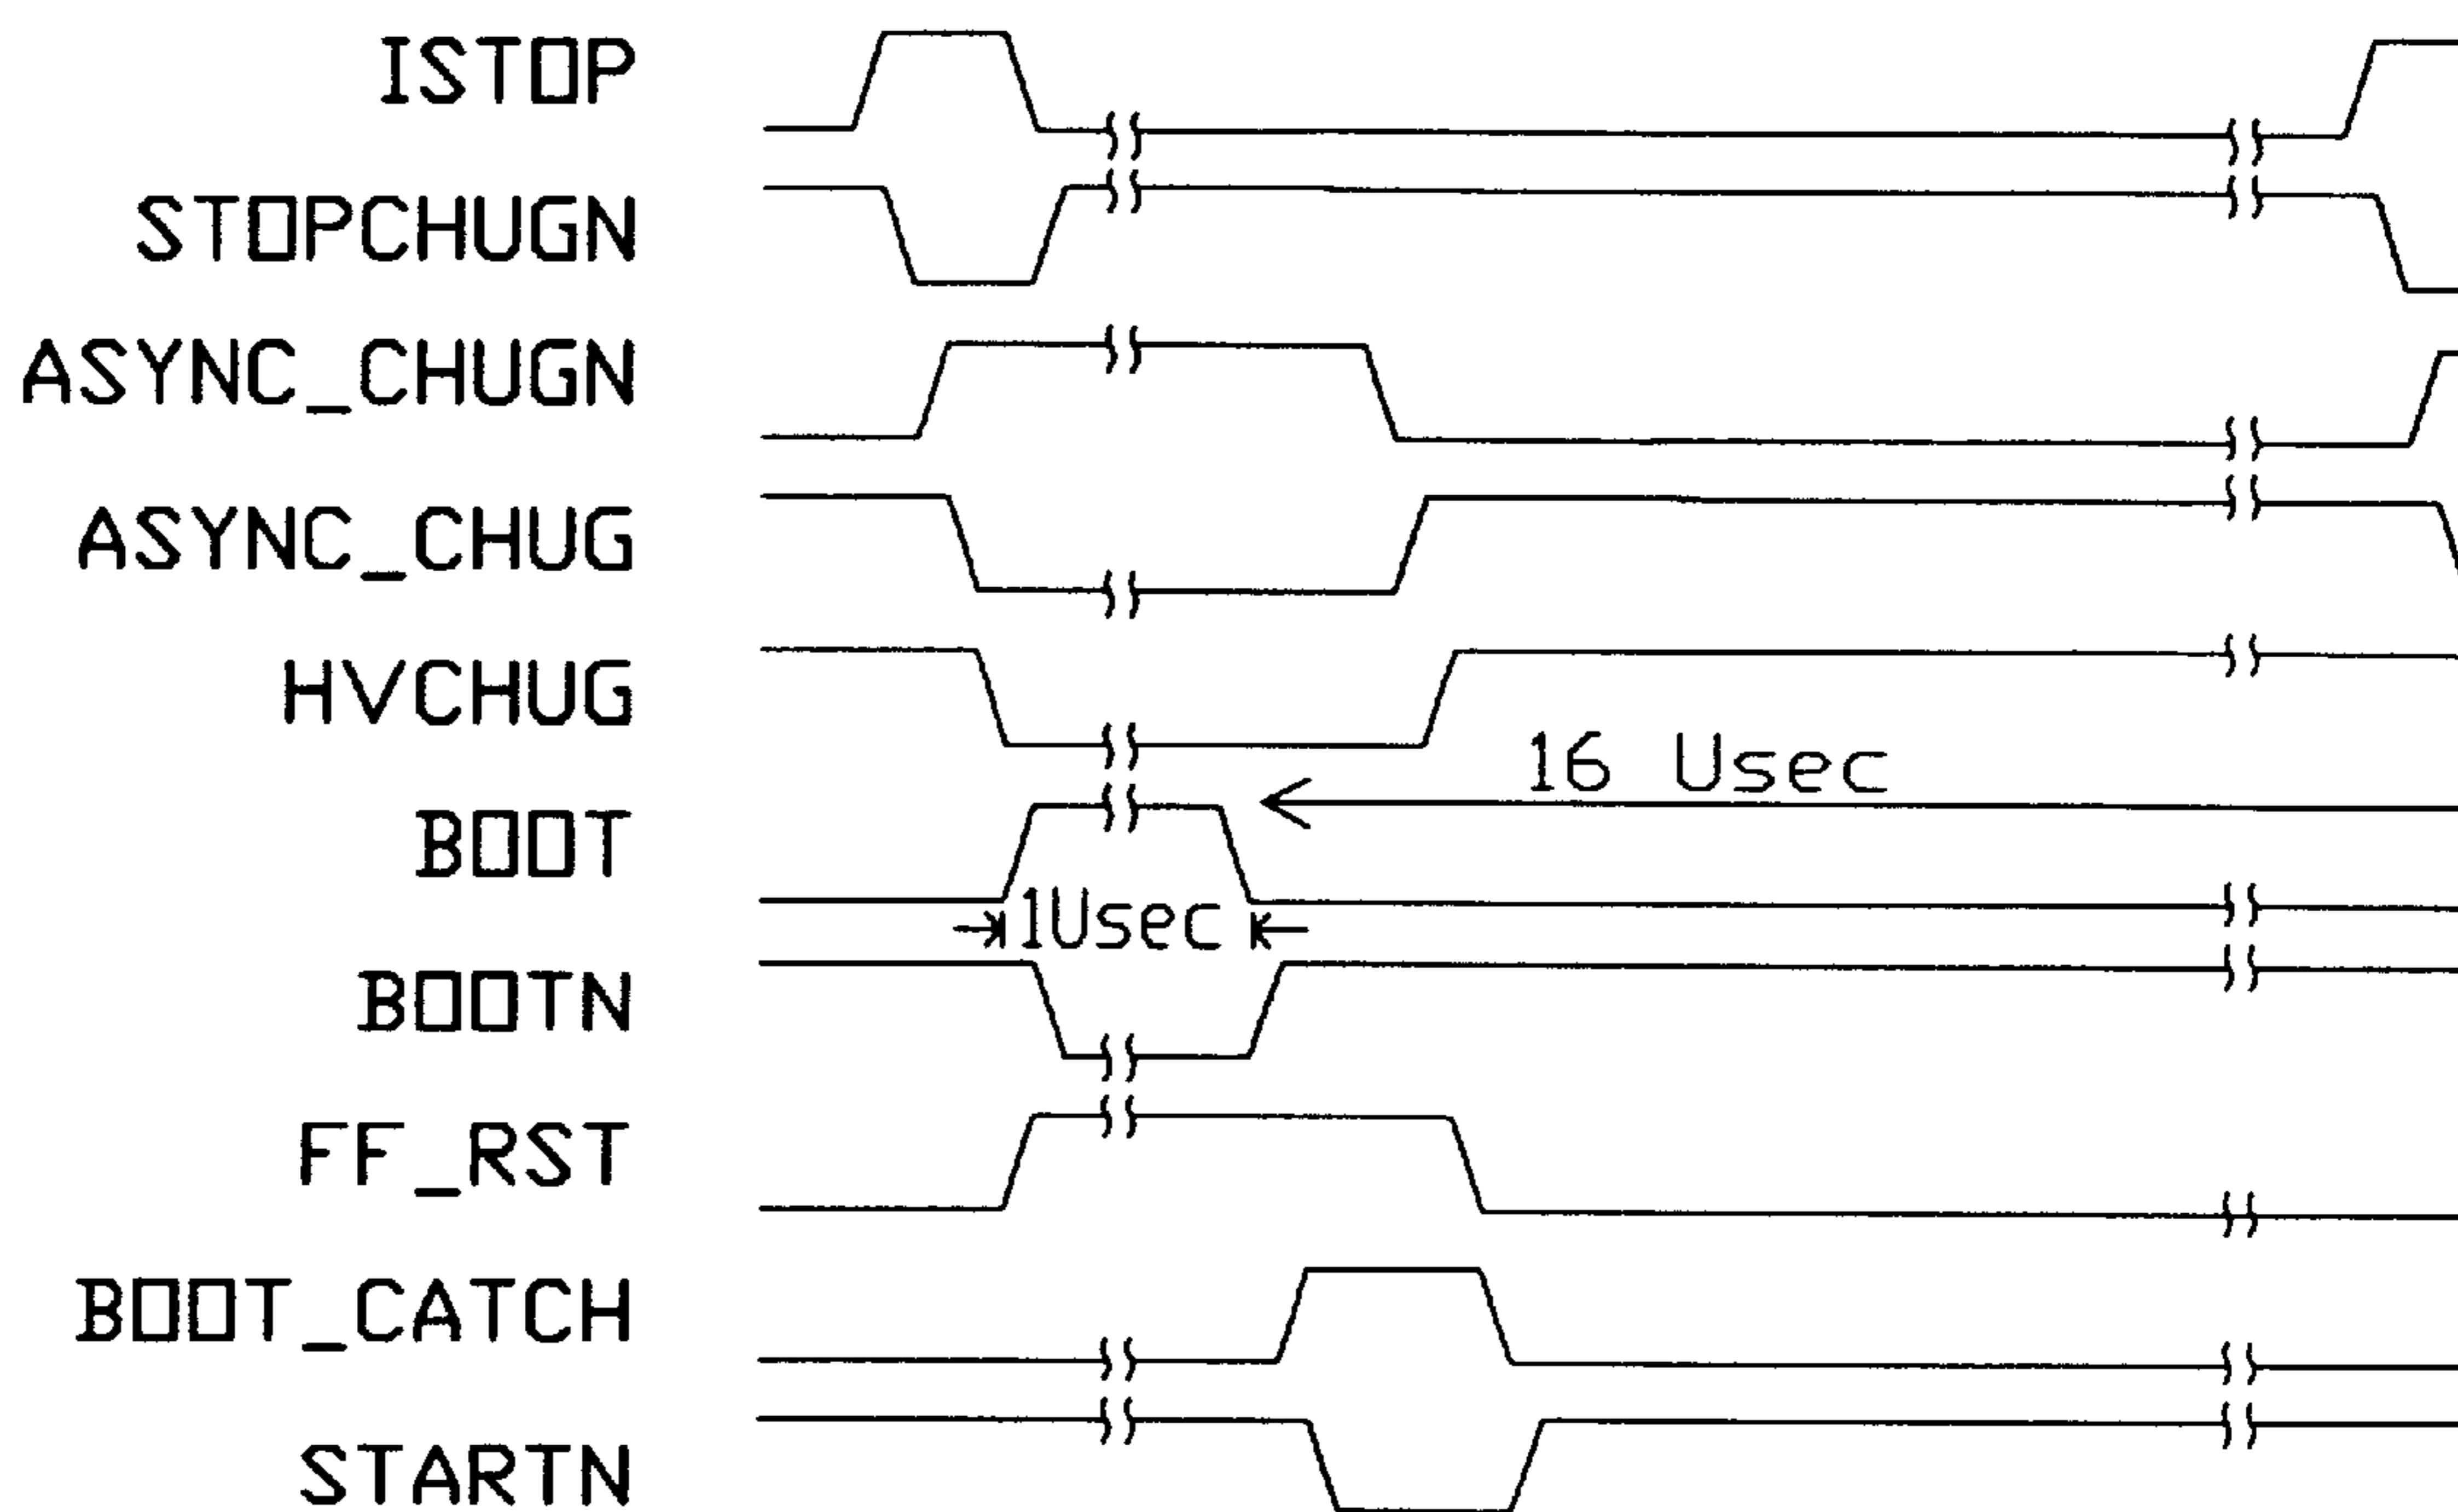 ISTOP
STOPCHUGN
ASYNC_CHUGN
ASYNC_CHUG
HVCHUG
16 Usec
BOOT
1Usec
BOOTN
FF_RST
BOOT_CATCH
STARTN